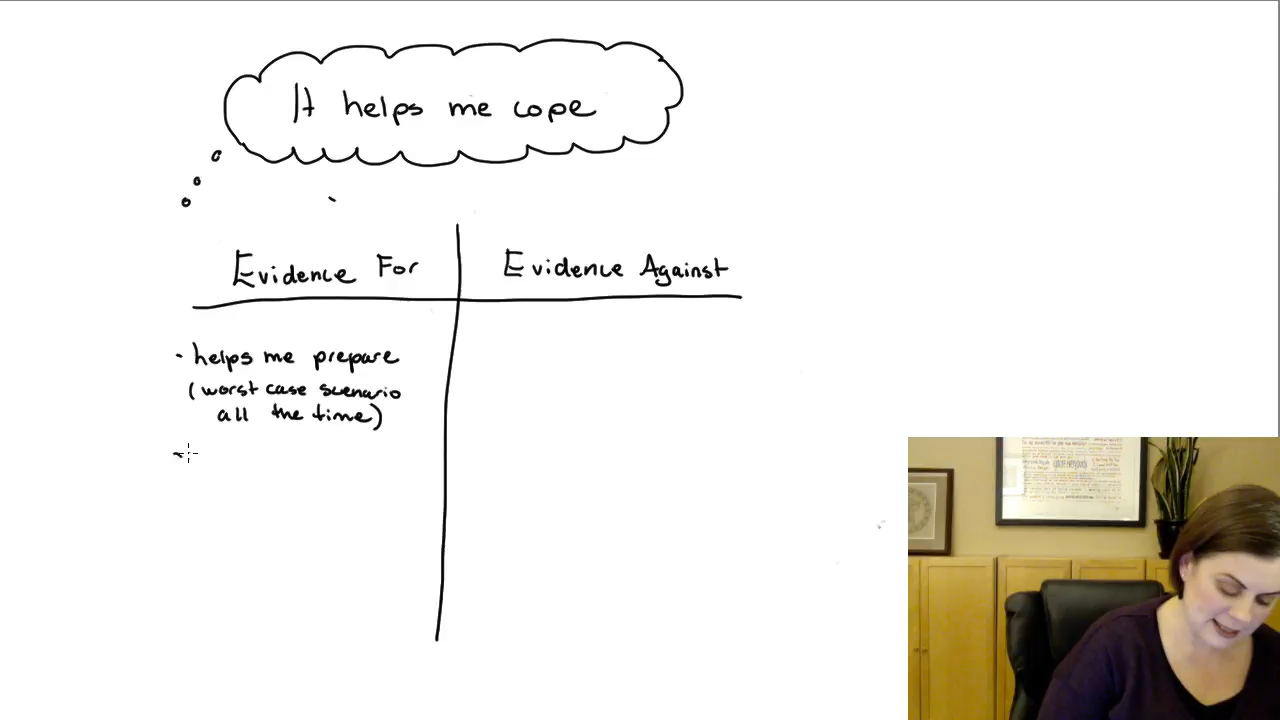 It helps me cope
Evidence For
Evidence Against
· helps me prepare
(worst case scenario
all the time)